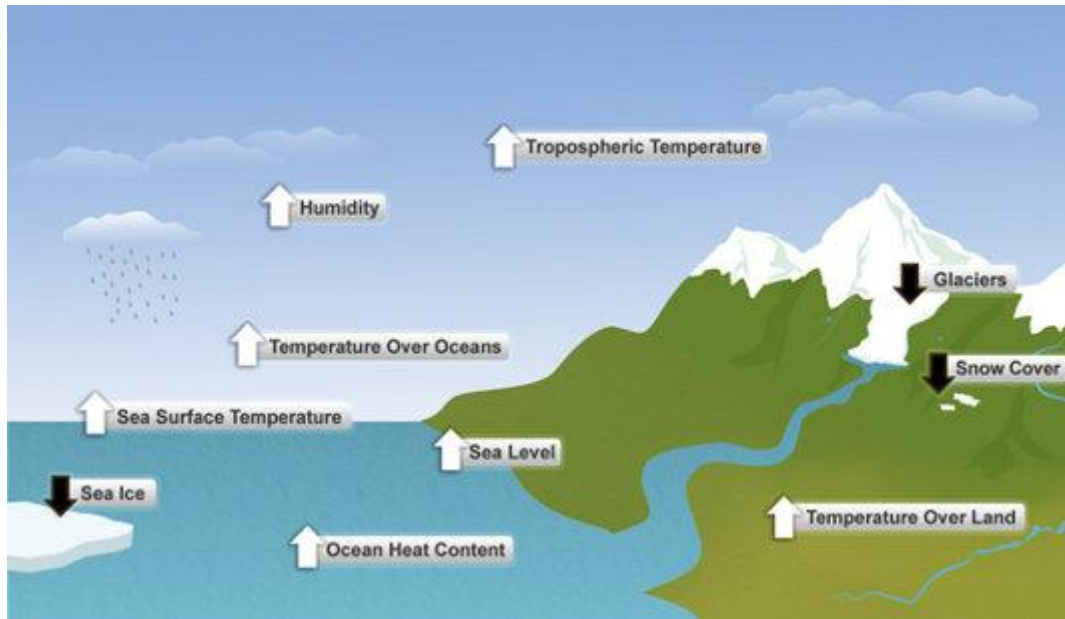 Tropospheric Temperature
Humidity
Glaciers
Temperature Over Oceans
Snow Cover
Sea Surface Temperature
Sea Level
Sea Ice
Temperature Over Land
Ocean Heat Content